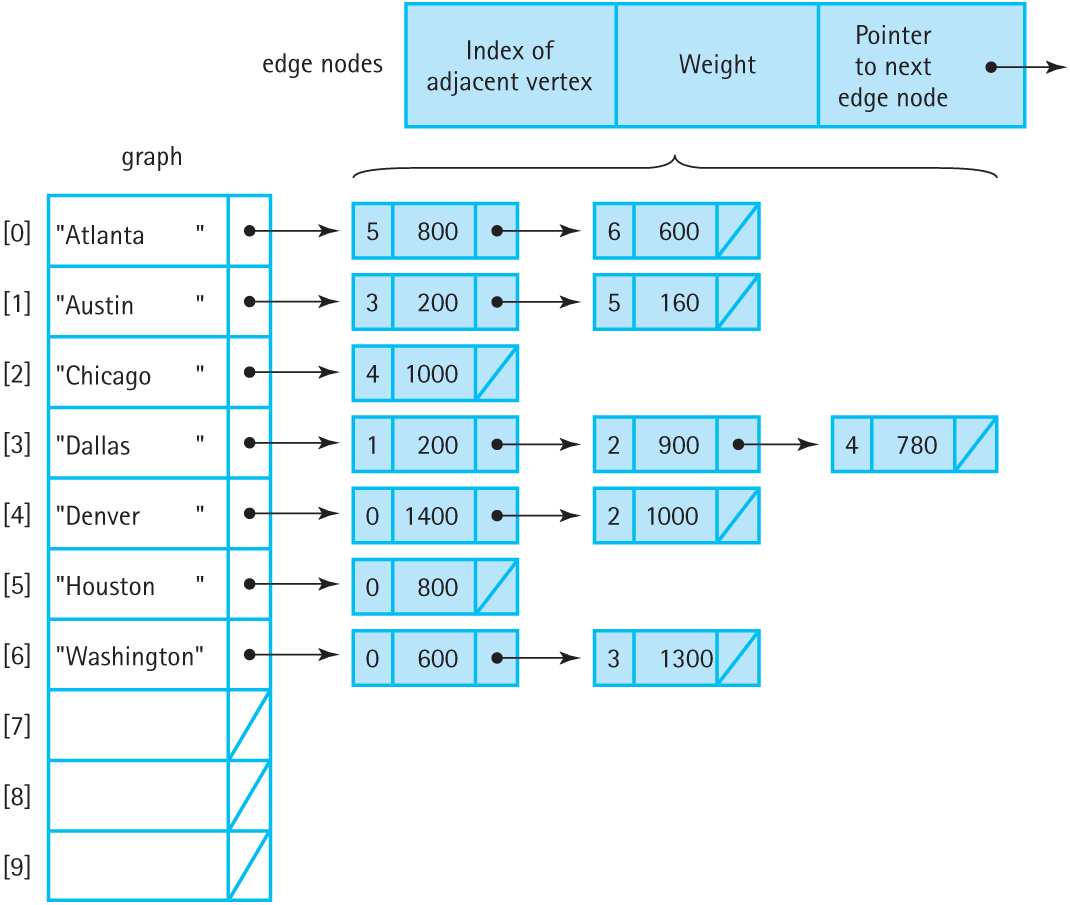 edge nodes
Index of
adjacent vertex
Weight
Pointer
to next
edge node
graph
[0] "Atlanta " 5 800 6 600
[1] "Austin " 3 200 5 160
[2] "Chicago " 4 1000
[3] "Dallas " 1 200 2 900 4 780
[4] "Denver " 0 1400 2 1000
[5] "Houston " 0 800
[6] "Washington" 0 600 3 1300
[7]
[8]
[9]